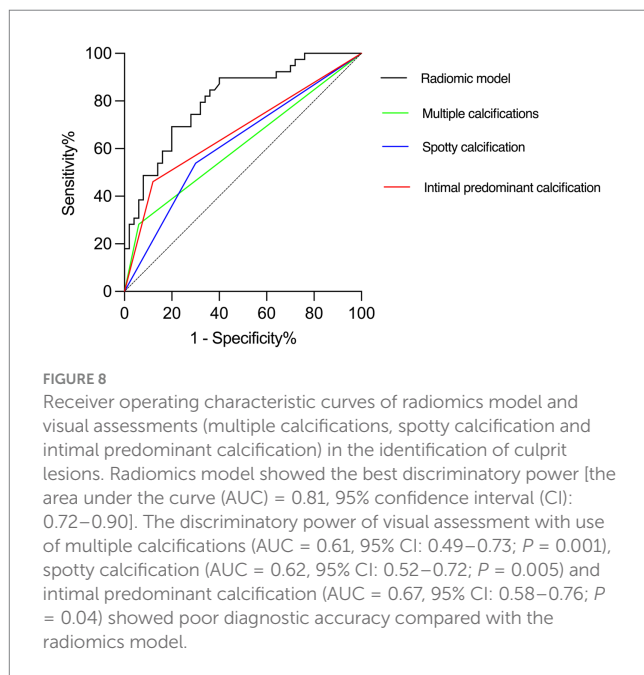 100
80
60
40
20
0
Sensitivity%
0
20
40
60
80
100
1 - Specificity%
Radiomic model
Multiple calcifications
Spotty calcification
Intimal predominant calcification
FIGURE 8
Receiver operating characteristic curves of radiomics model and
visual assessments (multiple calcifications, spotty calcification and
intimal predominant calcification) in the identification of culprit
lesions. Radiomics model showed the best discriminatory power [the
area under the curve (AUC) = 0.81, 95% confidence interval (CI):
0.72–0.90]. The discriminatory power of visual assessment with use
of multiple calcifications (AUC = 0.61, 95% CI: 0.49–0.73; P = 0.001),
spotty calcification (AUC = 0.62, 95% CI: 0.52–0.72; P = 0.005) and
intimal predominant calcification (AUC = 0.67, 95% CI: 0.58–0.76; P
= 0.04) showed poor diagnostic accuracy compared with the
radiomics model.